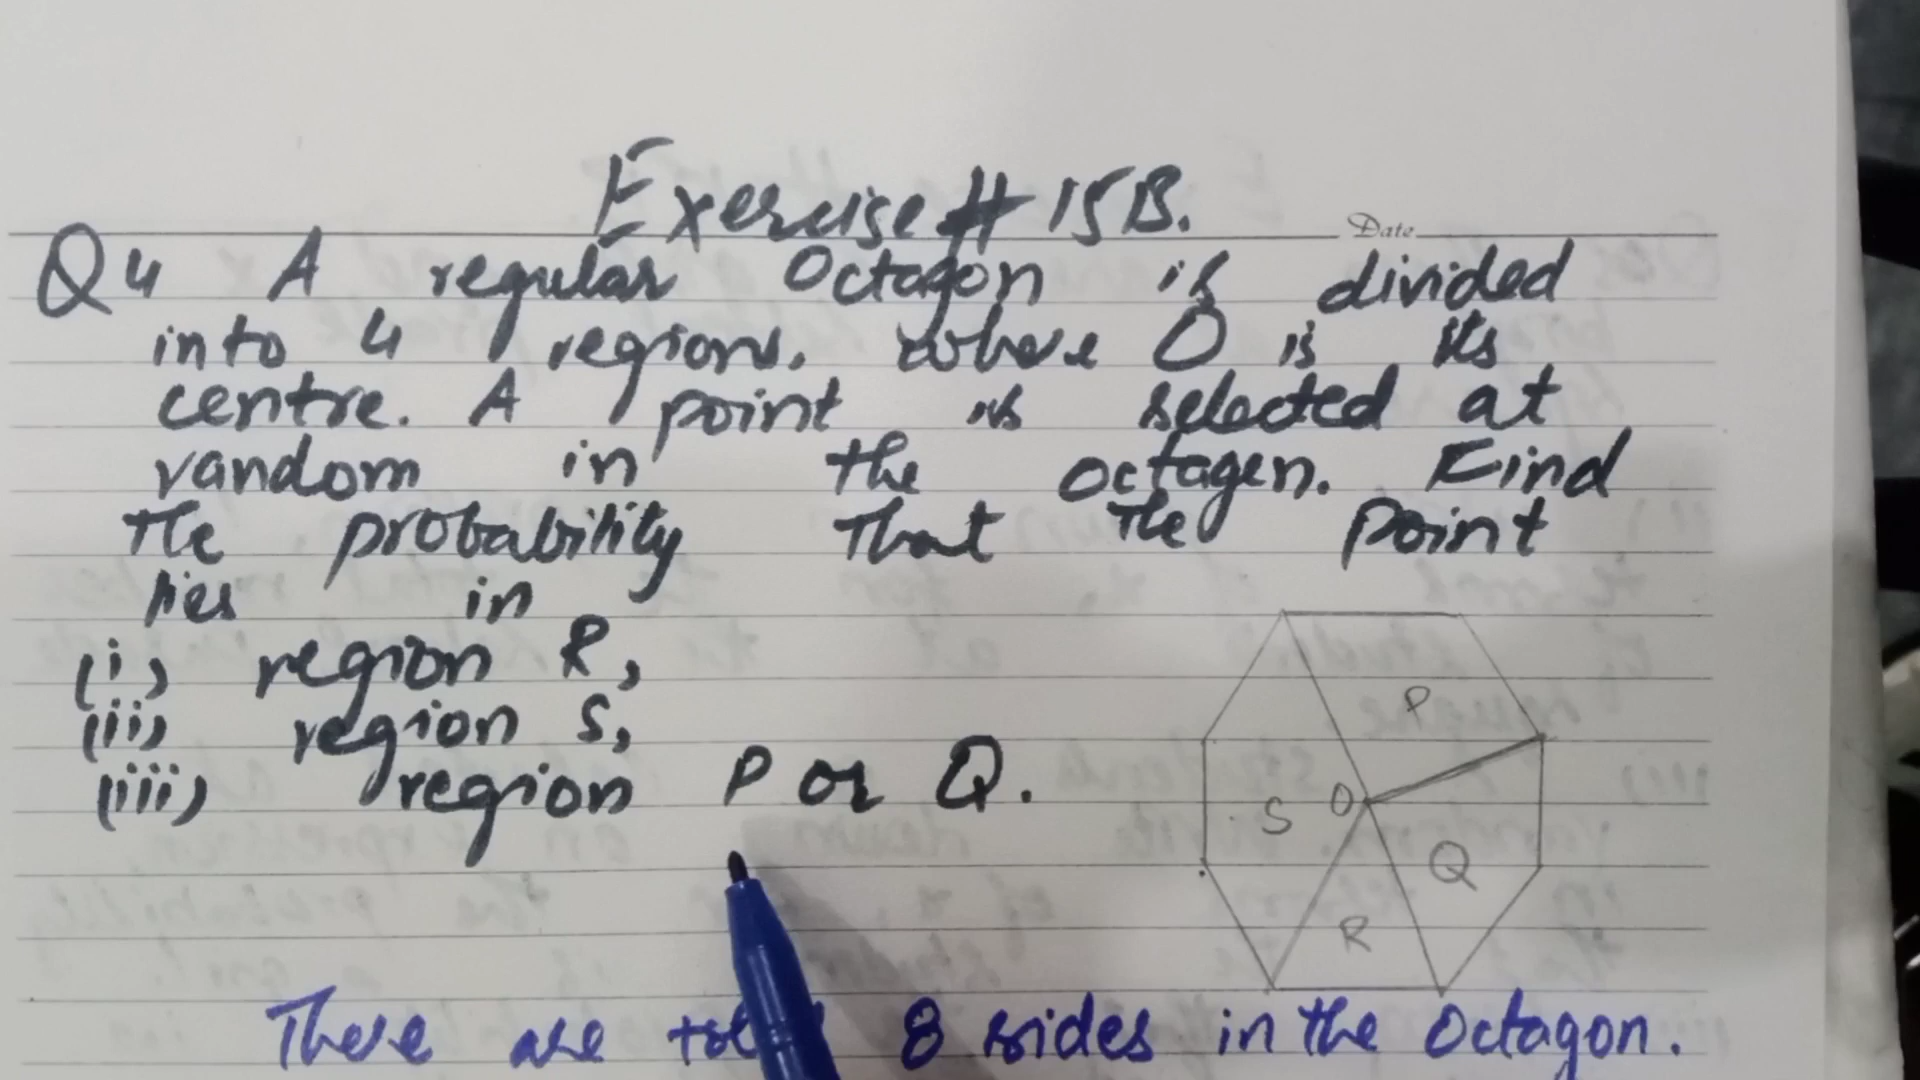 Exercise # 15B.
Date
Q4 A regular Octagon is divided
into 4 regions. where O is its
centre. A point is selected at
random in the octagen. Find
The probability that The point
lies in
(i) region R,
(ii) region S,
(iii) region P or Q.
P
S O
Q
R
There are 8 sides in the Octagon.